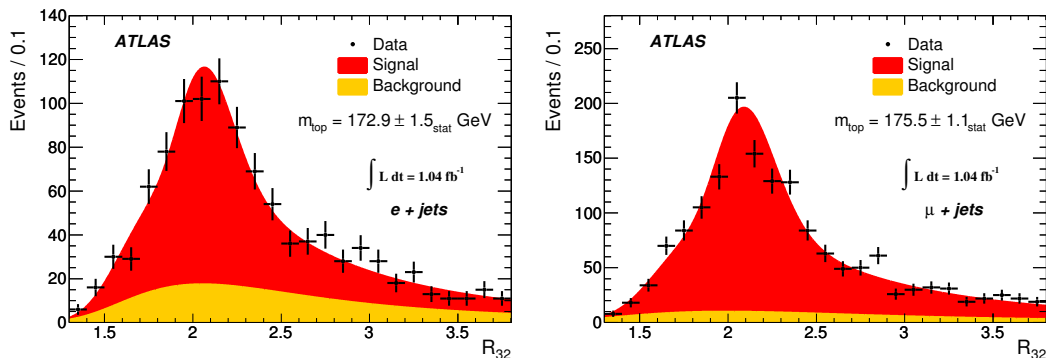 Events / 0.1
140
120
100
80
60
40
20
0
ATLAS
Data
Signal
Background
m_top = 172.9 ± 1.5_stat GeV
∫ L dt = 1.04 fb⁻¹
e + jets
1.5 2 2.5 3 3.5
R_32
Events / 0.1
250
200
150
100
50
0
ATLAS
Data
Signal
Background
m_top = 175.5 ± 1.1_stat GeV
∫ L dt = 1.04 fb⁻¹
μ + jets
1.5 2 2.5 3 3.5
R_32